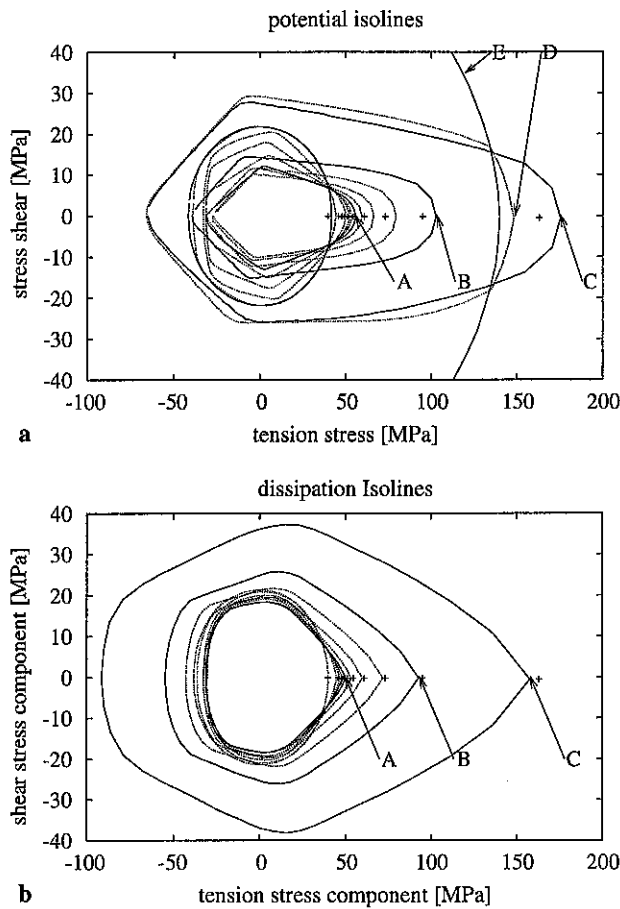 potential isolines
40
30
20
10
0
-10
-20
-30
-40
stress shear [MPa]
E
D
A
B
C
-100
-50
0
50
100
150
200
a
tension stress [MPa]
dissipation Isolines
40
30
20
10
0
-10
-20
-30
-40
shear stress component [MPa]
A
B
C
-100
-50
0
50
100
150
200
b
tension stress component [MPa]